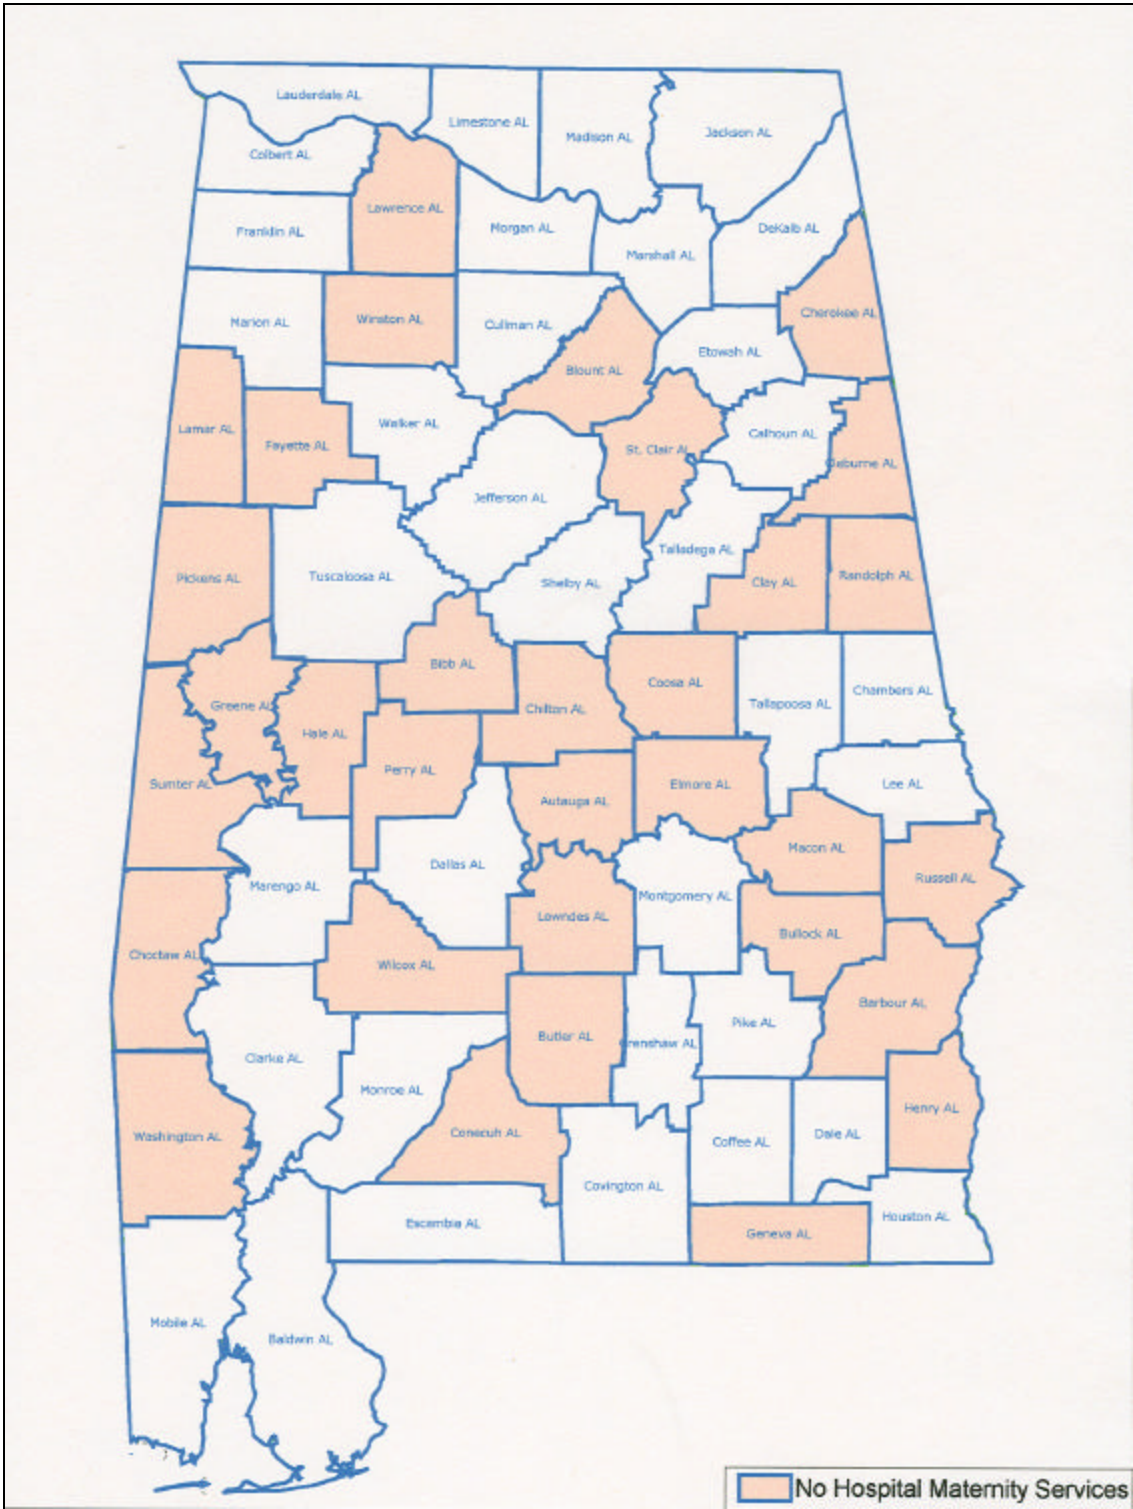 Lauderdale AL
Limestone AL
Madison AL
Jackson AL
Colbert AL
Lawrence AL
Franklin AL
Morgan AL
Marshall AL
DeKalb AL
Marion AL
Winston AL
Cullman AL
Cherokee AL
Etowah AL
Blount AL
Lamar AL
Fayette AL
Walker AL
St. Clair AL
Calhoun AL
Cleburne AL
Jefferson AL
Talladega AL
Pickens AL
Tuscaloosa AL
Shelby AL
Clay AL
Randolph AL
Bibb AL
Coosa AL
Chambers AL
Greene AL
Chilton AL
Tallapoosa AL
Hale AL
Perry AL
Sumter AL
Autauga AL
Elmore AL
Lee AL
Dallas AL
Macon AL
Marengo AL
Montgomery AL
Russell AL
Lowndes AL
Bullock AL
Choctaw AL
Wilcox AL
Barbour AL
Pike AL
Clarke AL
Butler AL
Crenshaw AL
Monroe AL
Henry AL
Washington AL
Conecuh AL
Coffee AL
Dale AL
Covington AL
Escambia AL
Geneva AL
Houston AL
Mobile AL
Baldwin AL
No Hospital Maternity Services